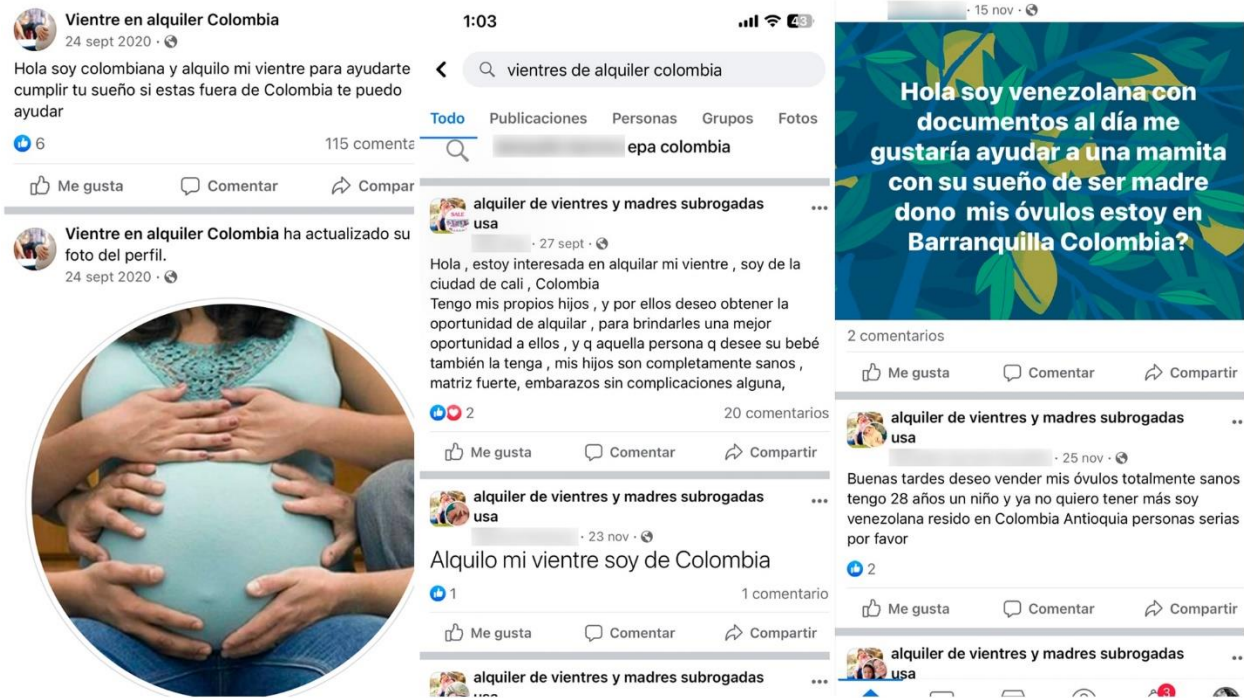 Vientre en alquiler Colombia
24 sept 2020 ·
Hola soy colombiana y alquilo mi vientre para ayudarte
cumplir tu sueño si estas fuera de Colombia te puedo
ayudar
6
115 comenta
Me gusta
Comentar
Compar
Vientre en alquiler Colombia ha actualizado su
foto del perfil.
24 sept 2020 ·
1:03
43
vientres de alquiler colombia
Todo
Publicaciones
Personas
Grupos
Fotos
epa colombia
alquiler de vientres y madres subrogadas
usa
· 27 sept ·
Hola , estoy interesada en alquilar mi vientre , soy de la
ciudad de cali , Colombia
Tengo mis propios hijos , y por ellos deseo obtener la
oportunidad de alquilar , para brindarles una mejor
oportunidad a ellos , y q aquella persona q desee su bebé
también la tenga , mis hijos son completamente sanos ,
matriz fuerte, embarazos sin complicaciones alguna,
2
20 comentarios
Me gusta
Comentar
Compartir
alquiler de vientres y madres subrogadas
usa
· 23 nov ·
Alquilo mi vientre soy de Colombia
1
1 comentario
Me gusta
Comentar
Compartir
alquiler de vientres y madres subrogadas
· 15 nov ·
Hola soy venezolana con
documentos al día me
gustaría ayudar a una mamita
con su sueño de ser madre
dono mis óvulos estoy en
Barranquilla Colombia?
2 comentarios
Me gusta
Comentar
Compartir
alquiler de vientres y madres subrogadas
usa
· 25 nov ·
Buenas tardes deseo vender mis óvulos totalmente sanos
tengo 28 años un niño y ya no quiero tener más soy
venezolana resido en Colombia Antioquia personas serias
por favor
2
Me gusta
Comentar
Compartir
alquiler de vientres y madres subrogadas
usa
3